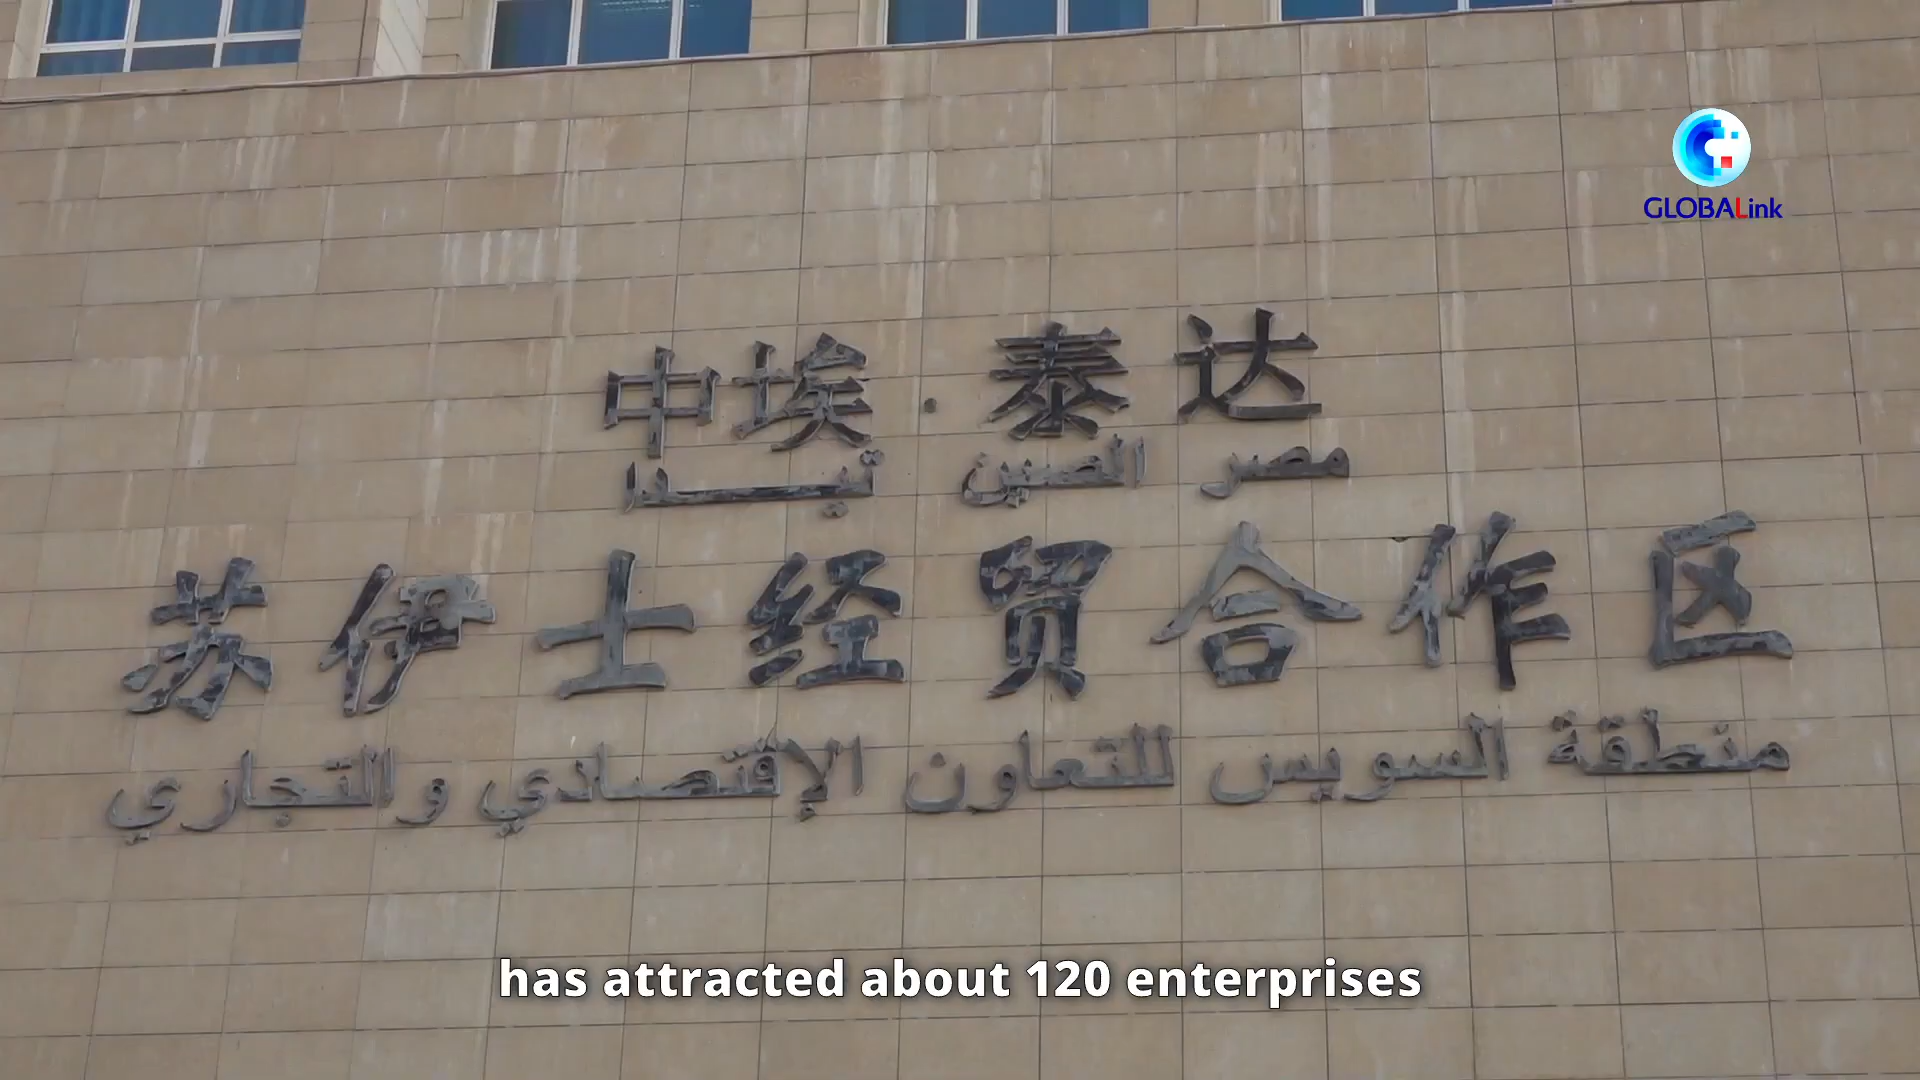 GLOBALink
中埃·泰达
مصر الصين تيدا
苏伊士经贸合作区
منطقة السويس للتعاون الإقتصادي والتجاري
has attracted about 120 enterprises